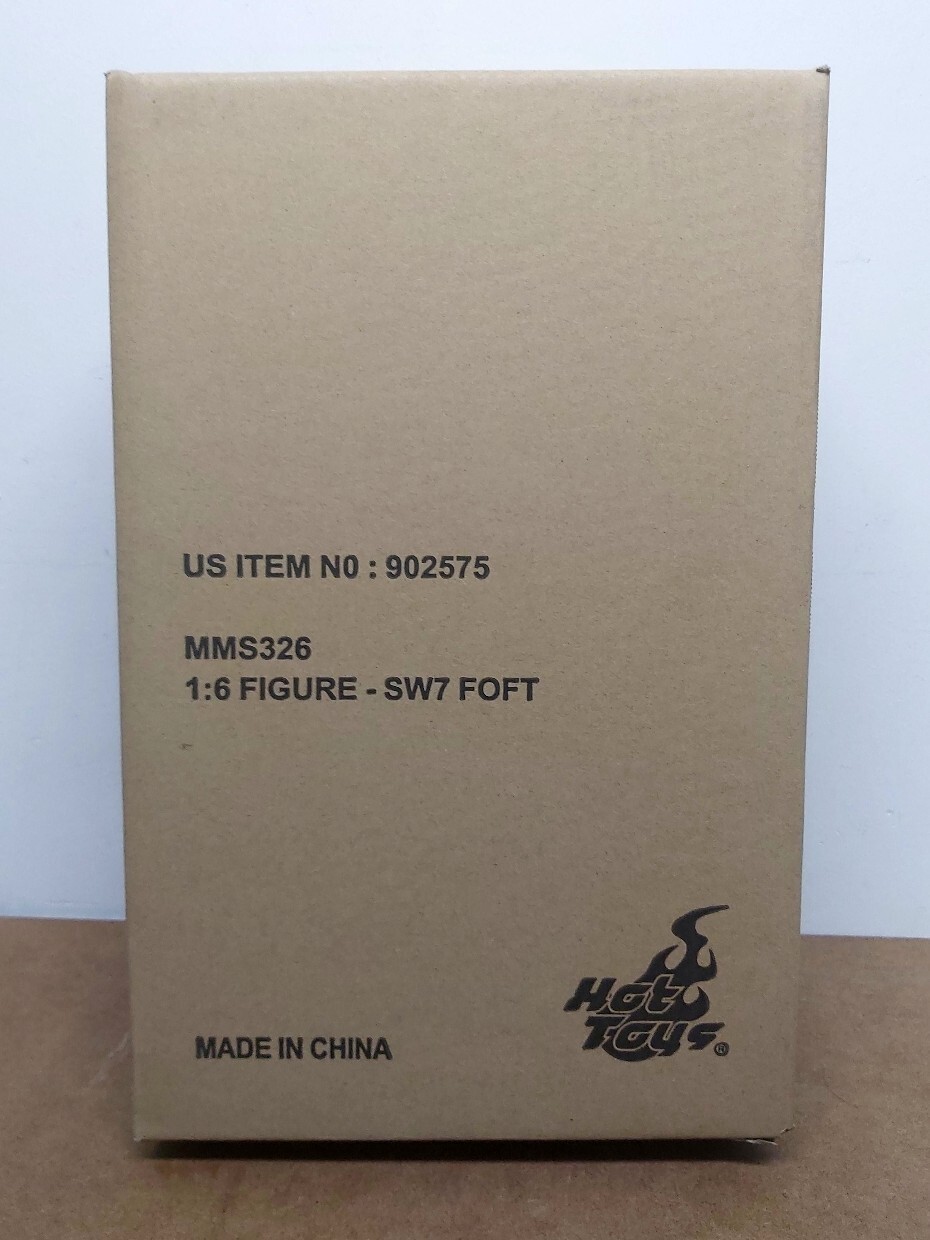 US ITEM N0 : 902575
MMS326
1:6 FIGURE - SW7 FOFT
Hot
Toys®
MADE IN CHINA